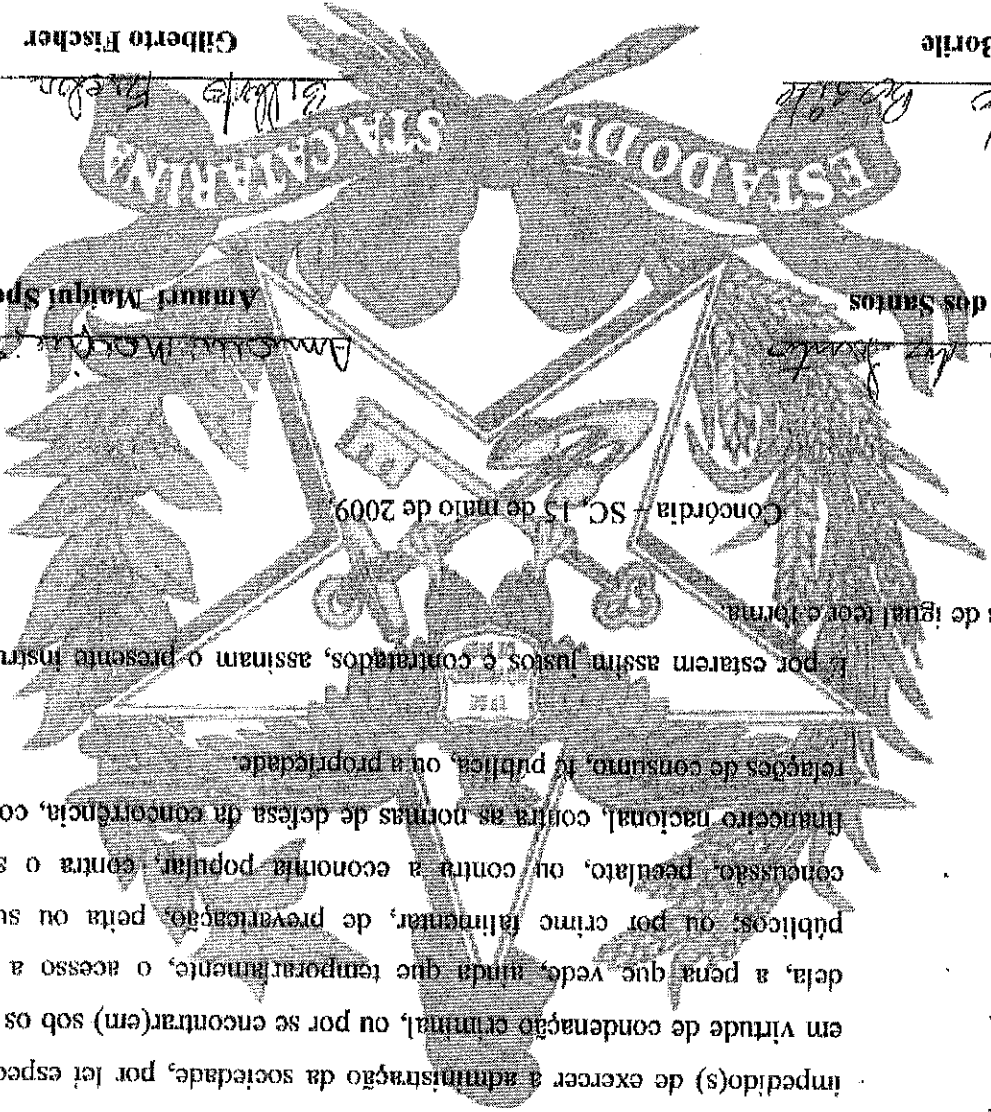 impedido(s) de exercer a administração da sociedade, por lei espec
em virtude de condenação criminal, ou por se encontrar(em) sob os
dela, a pena que vede, ainda que temporariamente, o acesso a
públicos; ou por crime falimentar, de prevaricação, peita ou su
concussão, peculato, ou contra a economia popular, contra o s
financeiro nacional, contra as normas de defesa da concorrência, co
relações de consumo, fé pública, ou a propriedade.
E por estarem assim justos e contratados, assinam o presente instru
s de igual teor e forma.
Concórdia – SC, 15 de maio de 2009.
dos Santos
Amauri Maiqui Spe
ESTADO DE STA. CATARINA
Borile
Gilberto Fischer